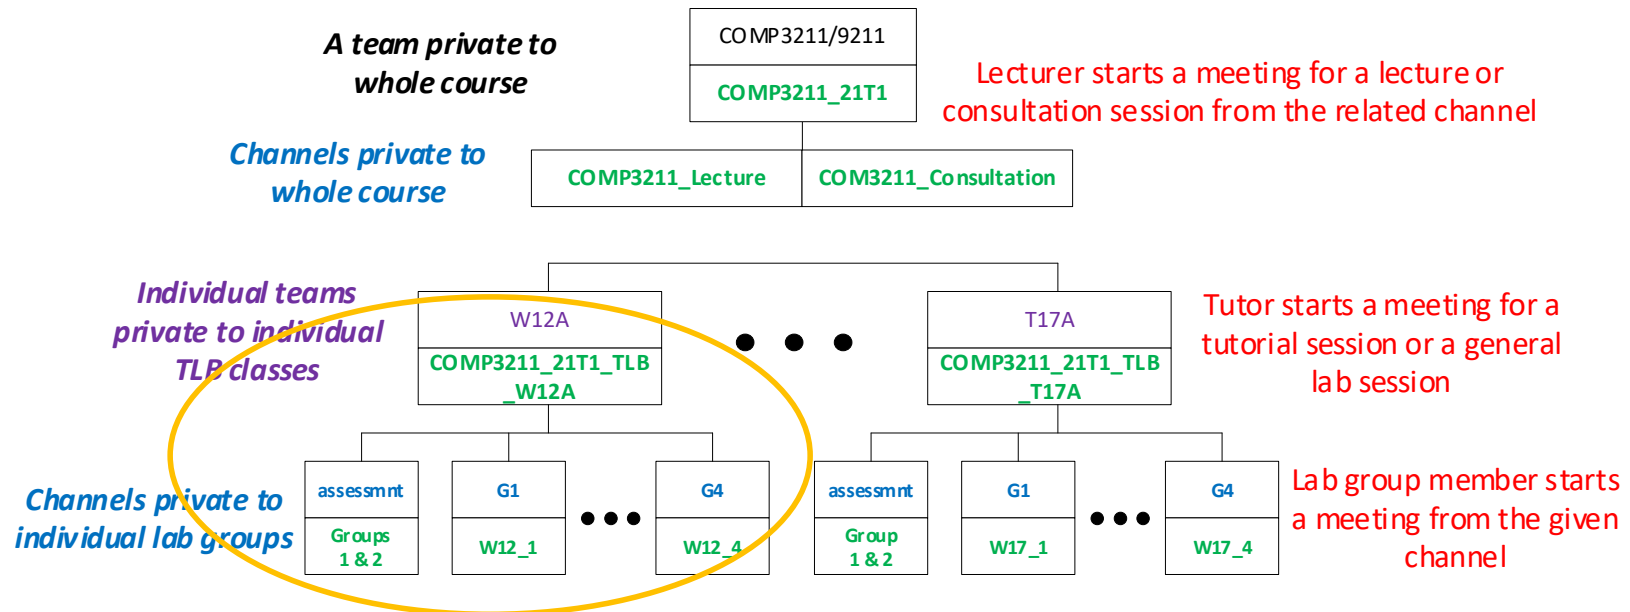 A team private to
whole course
COMP3211/9211
COMP3211_21T1
Lecturer starts a meeting for a lecture or
consultation session from the related channel
Channels private to
whole course
COMP3211_Lecture
COM3211_Consultation
Individual teams
private to individual
TLB classes
W12A
COMP3211_21T1_TLB
_W12A
T17A
COMP3211_21T1_TLB
_T17A
Tutor starts a meeting for a
tutorial session or a general
lab session
Channels private to
individual lab groups
assessmnt
Groups
1 & 2
G1
W12_1
G4
W12_4
assessmnt
Group
1 & 2
G1
W17_1
G4
W17_4
Lab group member starts
a meeting from the given
channel